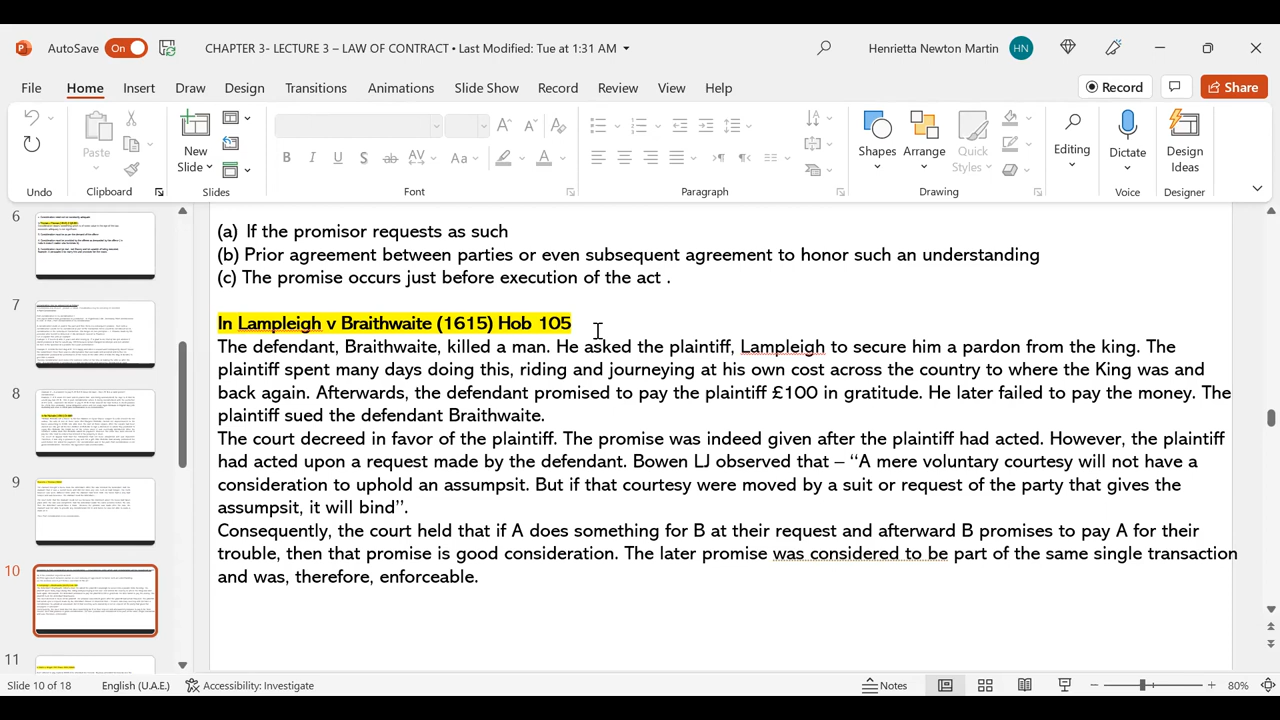 AutoSave On CHAPTER 3- LECTURE 3 – LAW OF CONTRACT • Last Modified: Tue at 1:31 AM Henrietta Newton Martin HN
File Home Insert Draw Design Transitions Animations Slide Show Record Review View Help Record Share
Paste New Slide Shapes Arrange Quick Styles Editing Dictate Design Ideas
B I U S ab AV Aa A
Undo Clipboard Slides Font Paragraph Drawing Voice Designer
6
7
8
9
10
11
(a) If the promisor requests as such
(b) Prior agreement between parties or even subsequent agreement to honor such an understanding
(c) The promise occurs just before execution of the act .
In Lampleigh v Braithwaite (1615) Hob 105
The defendant, Braithwaite, killed a man. He asked the plaintiff, Lampleigh to secure him a pardon from the king. The
plaintiff spent many days doing this, riding and journeying at his own cost across the country to where the King was and
back again. Afterwards, the defendant promised to pay the plaintiff £100 in gratitude. He later failed to pay the money. The
plaintiff sued the defendant Braithwaite.
decreed in favor of the plaintiff. The promise was indeed given after the plaintiff had acted. However, the plaintiff
had acted upon a request made by the defendant. Bowen LJ observed that – “A mere voluntary courtesy will not have a
consideration to uphold an assumpsit. But if that courtesy were moved by a suit or request of the party that gives the
assumpsit, it will bind”.
Consequently, the court held that if A does something for B at their request and afterward B promises to pay A for their
trouble, then that promise is good consideration. The later promise was considered to be part of the same single transaction
and was, therefore, enforceable.
Slide 10 of 18 English (U.A.E.) Accessibility: Investigate Notes 80%